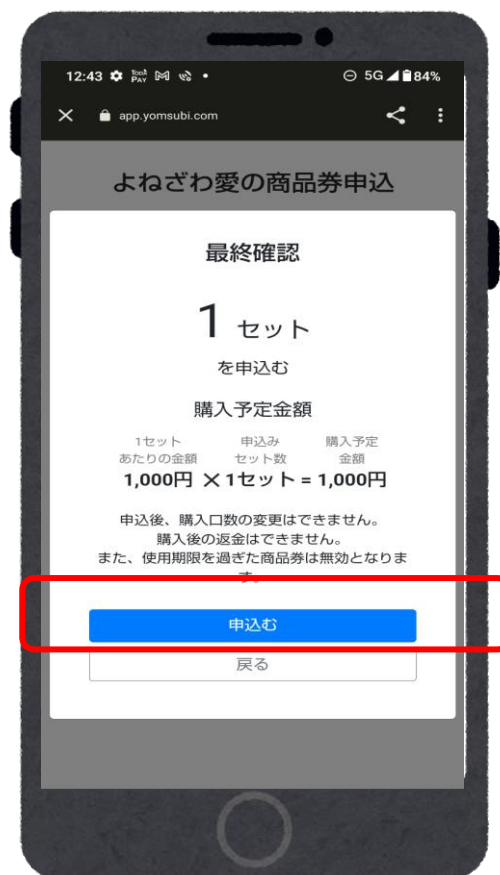 12:43 Tool PAY 5G 84%
app.yomsubi.com
よねざわ愛の商品券申込
最終確認
1 セット
を申込む
購入予定金額
1セット 申込み 購入予定
あたりの金額 セット数 金額
1,000円 × 1セット = 1,000円
申込後、購入口数の変更はできません。
購入後の返金はできません。
また、使用期限を過ぎた商品券は無効となりま
す。
申込む
戻る